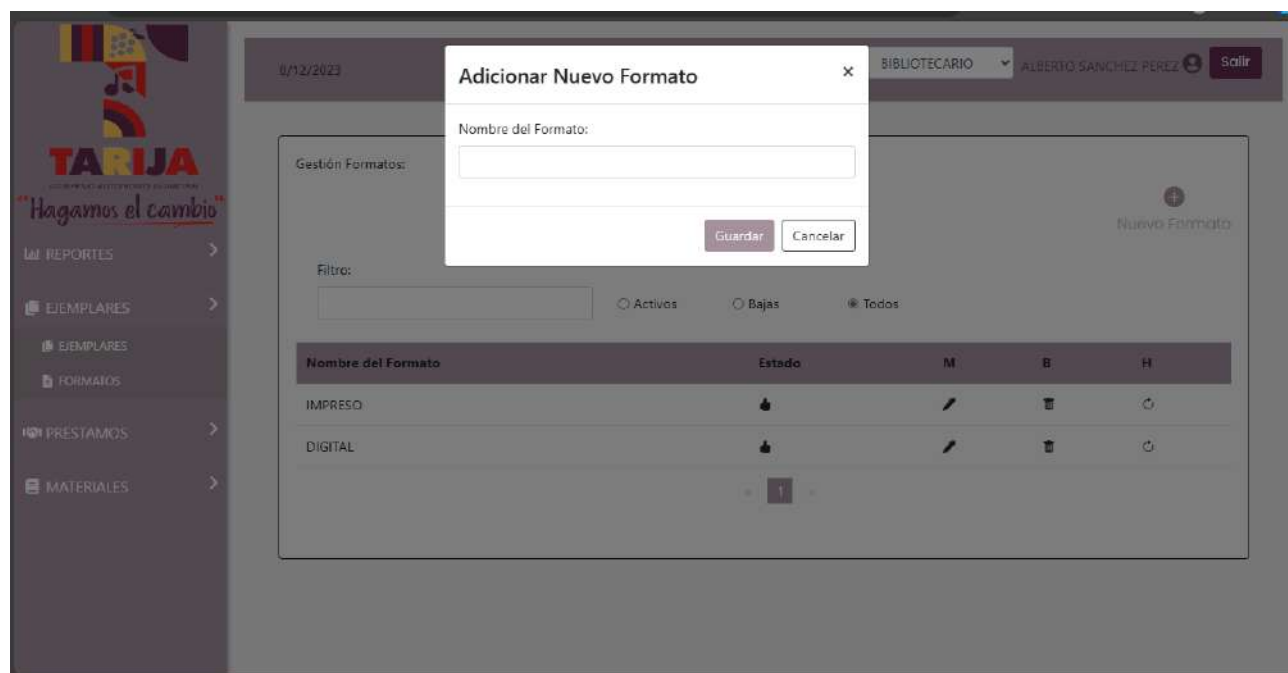 TARIJA
"Hagamos el cambio"
REPORTES
EJEMPLARES
EJEMPLARES
FORMATOS
PRESTAMOS
MATERIALES
8/12/2023
BIBLIOTECARIO
ALBERTO SANCHEZ PEREZ
Salir
Adicionar Nuevo Formato
×
Nombre del Formato:
Guardar
Cancelar
Gestión Formatos:
Nuevo Formato
Filtro:
Activos Bajas Todos
Nombre del Formato Estado M B H
IMPRESO
DIGITAL
« 1 »